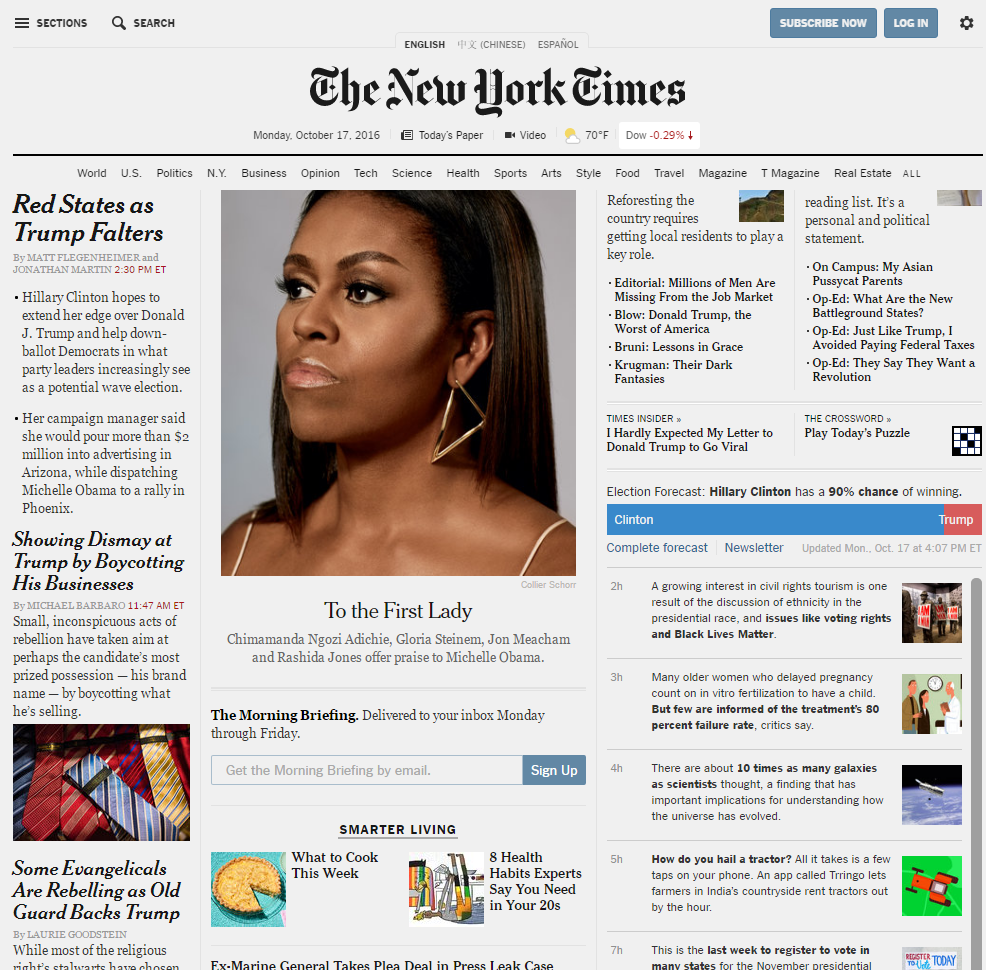 SECTIONS
SEARCH
SUBSCRIBE NOW
LOG IN
ENGLISH
中文 (CHINESE)
ESPAÑOL
The New York Times
Monday, October 17, 2016
Today's Paper
Video
70°F
Dow -0.29%
World U.S. Politics N.Y. Business Opinion Tech Science Health Sports Arts Style Food Travel Magazine T Magazine Real Estate ALL
Red States as
Trump Falters
By MATT FLEGENHEIMER and
JONATHAN MARTIN 2:30 PM ET
• Hillary Clinton hopes to
extend her edge over Donald
J. Trump and help down-
ballot Democrats in what
party leaders increasingly see
as a potential wave election.
• Her campaign manager said
she would pour more than $2
million into advertising in
Arizona, while dispatching
Michelle Obama to a rally in
Phoenix.
Showing Dismay at
Trump by Boycotting
His Businesses
By MICHAEL BARBARO 11:47 AM ET
Small, inconspicuous acts of
rebellion have taken aim at
perhaps the candidate's most
prized possession — his brand
name — by boycotting what
he's selling.
Some Evangelicals
Are Rebelling as Old
Guard Backs Trump
By LAURIE GOODSTEIN
While most of the religious
right's stalwarts have chosen
Collier Schorr
To the First Lady
Chimamanda Ngozi Adichie, Gloria Steinem, Jon Meacham
and Rashida Jones offer praise to Michelle Obama.
The Morning Briefing. Delivered to your inbox Monday
through Friday.
Get the Morning Briefing by email.
Sign Up
SMARTER LIVING
What to Cook
This Week
8 Health
Habits Experts
Say You Need
in Your 20s
Ex-Marine General Takes Plea Deal in Press Leak Case
Reforesting the
country requires
getting local residents to play a
key role.
· Editorial: Millions of Men Are
Missing From the Job Market
· Blow: Donald Trump, the
Worst of America
· Bruni: Lessons in Grace
· Krugman: Their Dark
Fantasies
reading list. It's a
personal and political
statement.
· On Campus: My Asian
Pussycat Parents
· Op-Ed: What Are the New
Battleground States?
· Op-Ed: Just Like Trump, I
Avoided Paying Federal Taxes
· Op-Ed: They Say They Want a
Revolution
TIMES INSIDER »
I Hardly Expected My Letter to
Donald Trump to Go Viral
THE CROSSWORD »
Play Today's Puzzle
Election Forecast: Hillary Clinton has a 90% chance of winning.
Clinton
Trump
Complete forecast
Newsletter
Updated Mon., Oct. 17 at 4:07 PM ET
2h
A growing interest in civil rights tourism is one
result of the discussion of ethnicity in the
presidential race, and issues like voting rights
and Black Lives Matter.
3h
Many older women who delayed pregnancy
count on in vitro fertilization to have a child.
But few are informed of the treatment's 80
percent failure rate, critics say.
4h
There are about 10 times as many galaxies
as scientists thought, a finding that has
important implications for understanding how
the universe has evolved.
5h
How do you hail a tractor? All it takes is a few
taps on your phone. An app called Trringo lets
farmers in India's countryside rent tractors out
by the hour.
7h
This is the last week to register to vote in
many states for the November presidential
REGISTER
to Vote TODAY